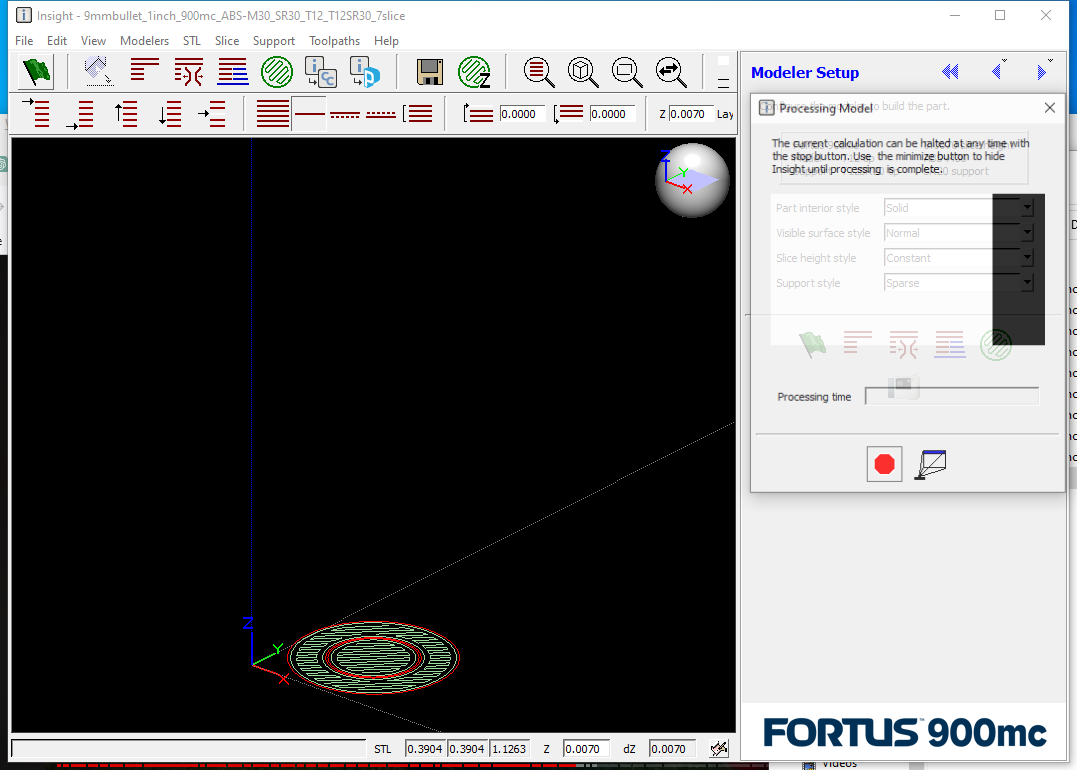 Insight - 9mmbullet_1inch_900mc_ABS-M30_SR30_T12_T12SR30_7slice
File Edit View Modelers STL Slice Support Toolpaths Help
0.0000 0.0000 Z 0.0070 Lay
Z
Y
X
Z
Y
X
STL 0.3904 0.3904 1.1263 Z 0.0070 dZ 0.0070
Modeler Setup
to build the part.
Processing Model
The current calculation can be halted at any time with
the stop button. Use the minimize button to hide
Insight until processing is complete.
support
Part interior style Solid
Visible surface style Normal
Slice height style Constant
Support style Sparse
Processing time
FORTUS 900mc
Videos